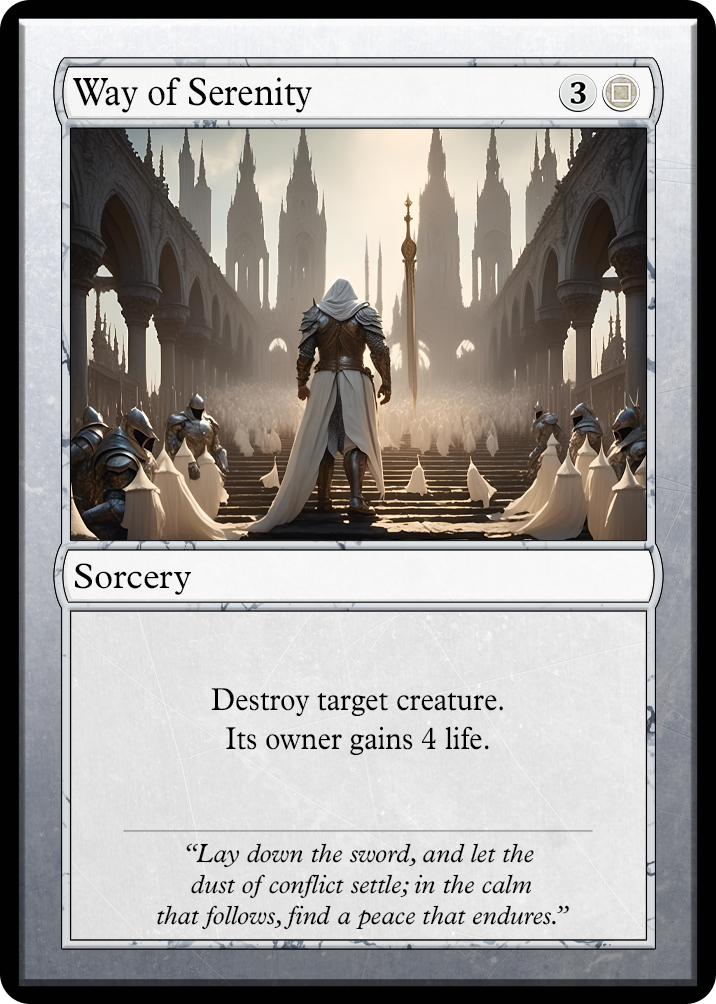 Way of Serenity 3
Sorcery
Destroy target creature.
Its owner gains 4 life.
“Lay down the sword, and let the
dust of conflict settle; in the calm
that follows, find a peace that endures.”